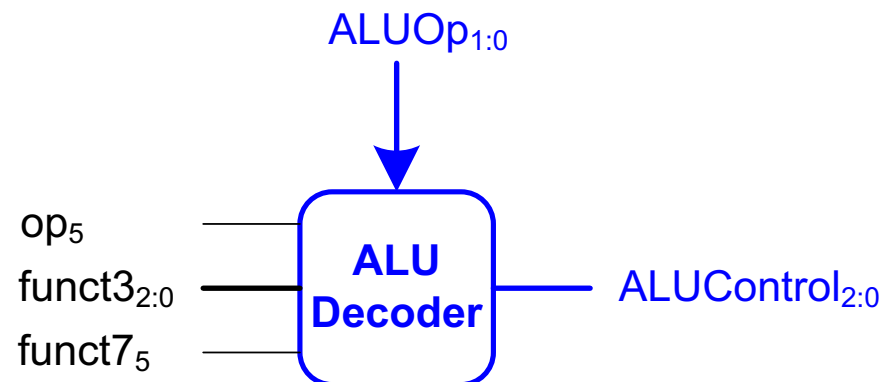 ALUOp1:0
op5
funct32:0
funct75
ALU
Decoder
ALUControl2:0